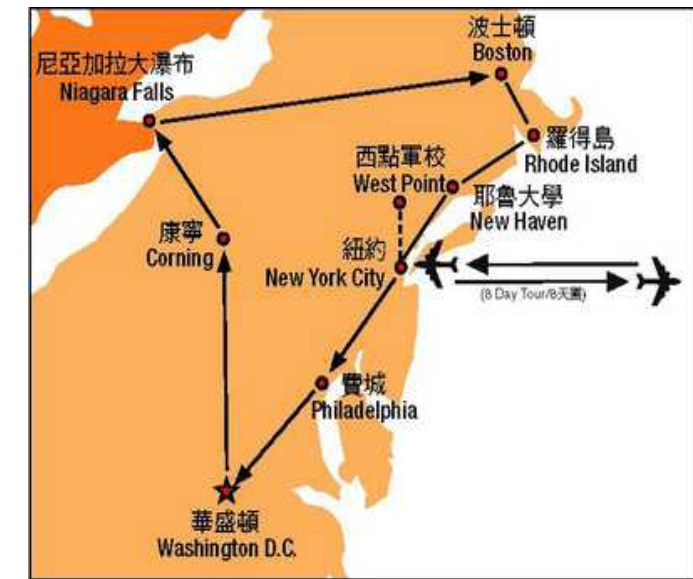 波士頓
Boston
尼亞加拉大瀑布
Niagara Falls
羅得島
Rhode Island
西點軍校
West Point
耶魯大學
New Haven
康寧
Corning
紐約
New York City
(8 Day Tour/8天團)
費城
Philadelphia
華盛頓
Washington D.C.